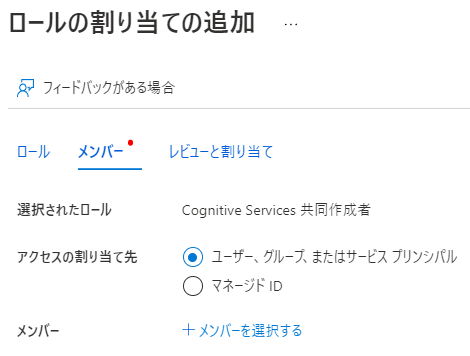 ロールの割り当ての追加 …
フィードバックがある場合
ロール メンバー レビューと割り当て
選択されたロール Cognitive Services 共同作成者
アクセスの割り当て先 ユーザー、グループ、またはサービス プリンシパル
マネージド ID
メンバー + メンバーを選択する